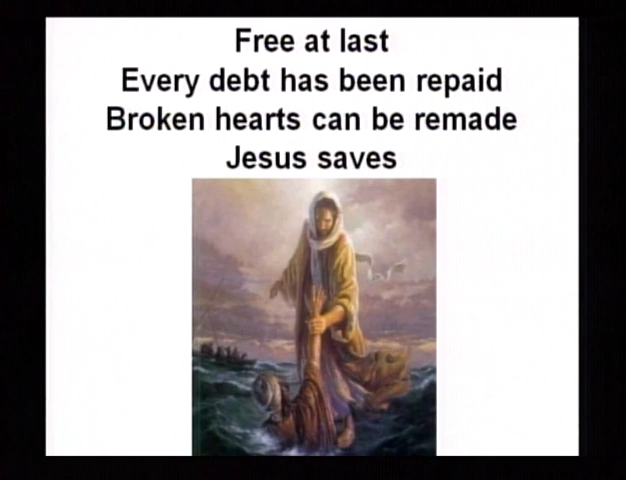 Free at last
Every debt has been repaid
Broken hearts can be remade
Jesus saves